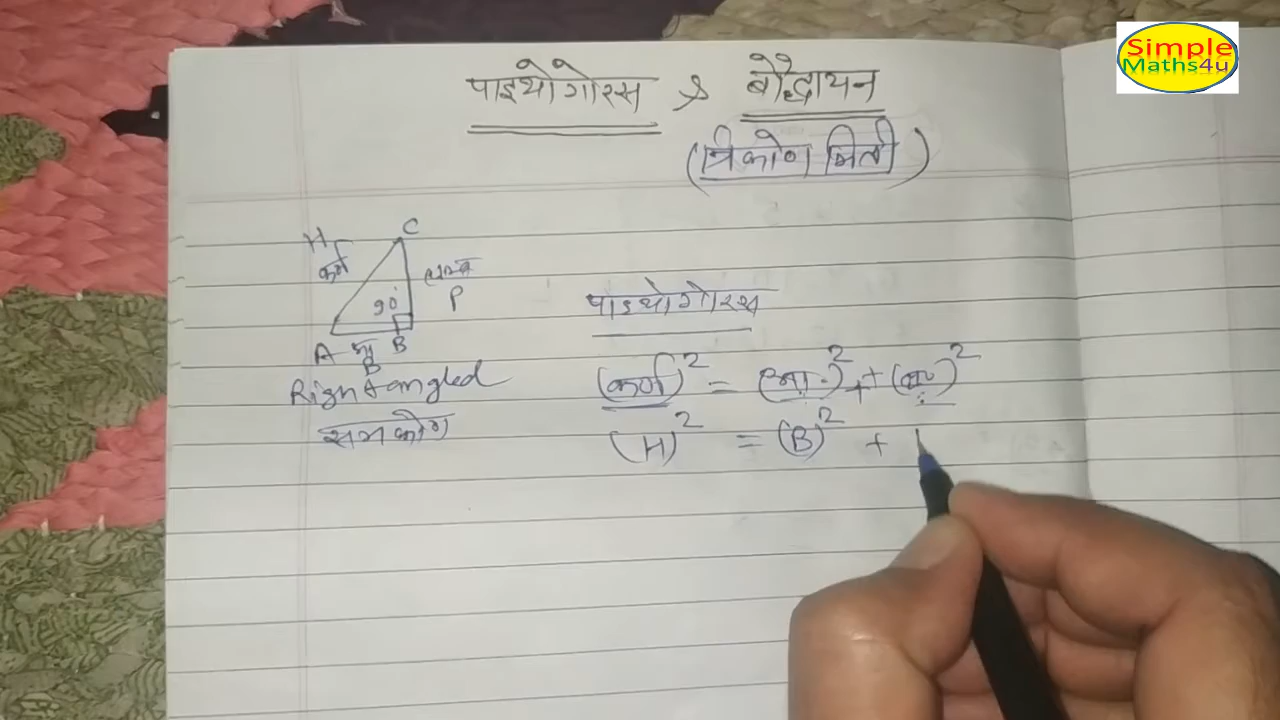 Simple
Maths4u
पाइथोगोरस & बौद्धायन
(त्रिकोण मिती)
H C
कर्ण लम्ब
90° P
A B
B
Right angled
समकोण
पाइथोगोरस
(कर्ण)² = ( )² + ( )²
(H)² = (B)² +